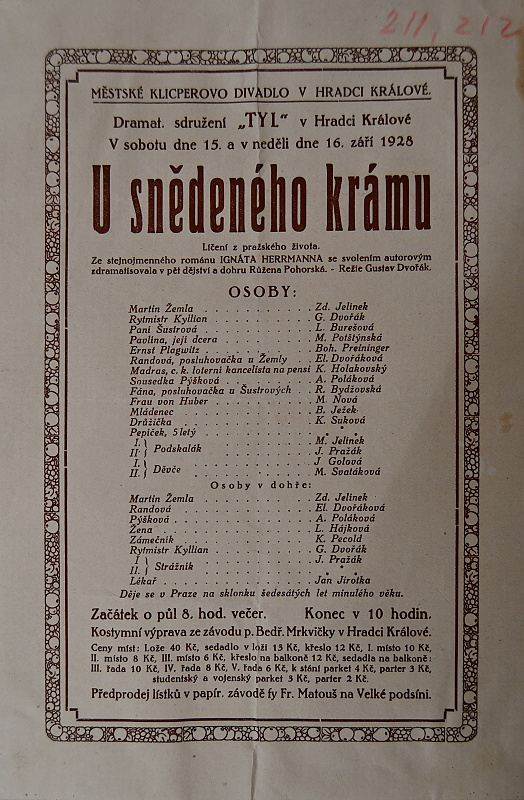 211, 212
MĚSTSKÉ KLICPEROVO DIVADLO V HRADCI KRÁLOVÉ.
Dramat. sdružení „TYL“ v Hradci Králové
V sobotu dne 15. a v neděli dne 16. září 1928
U snědeného krámu
Líčení z pražského života.
Ze stejnojmenného románu IGNÁTA HERRMANNA se svolením autorovým
zdramatisovala v pět dějství a dohru Růžena Pohorská. - Režie Gustav Dvořák.
OSOBY:
Martin Žemla . . . . . . . . . . . Zd. Jelinek
Rytmistr Kyllian . . . . . . . . . . G. Dvořák
Paní Šustrová . . . . . . . . . . . L. Burešová
Pavlina, její dcera . . . . . . . . . M. Potštýnská
Ernst Plagwitz . . . . . . . . . . . Boh. Preininger
Randová, posluhovačka u Žemly . . . El. Dvořáková
Madras, c. k. loterní kancelista na pensi K. Holakovský
Sousedka Pýšková . . . . . . . . . A. Poláková
Fána, posluhovačka u Šustrových . . R. Bydžovská
Frau von Huber . . . . . . . . . . M. Nová
Mládenec . . . . . . . . . . . . . B. Ježek
Družička . . . . . . . . . . . . . K. Suková
Pepiček, 5 letý . . . . . . . . . . . * * *
I. } Podskalák . . . . . . . . . M. Jelinek
II. } J. Pražák
I. } Děvče . . . . . . . . . . . J Golová
II. } M. Svatáková
Osoby v dohře:
Martin Žemla . . . . . . . . . . . Zd. Jelinek
Randová . . . . . . . . . . . . . El. Dvořáková
Pýšková . . . . . . . . . . . . . A. Poláková
Žena . . . . . . . . . . . . . . L. Hájková
Zámečník . . . . . . . . . . . . K. Pecold
Rytmistr Kyllian . . . . . . . . . . G. Dvořák
I } Strážník . . . . . . . . . . J. Pražák
II. } * * *
Lékař . . . . . . . . . . . . . . Jan Jirotka
Děje se v Praze na sklonku šedesátých let minulého věku.
Začátek o půl 8. hod. večer. Konec v 10 hodin.
Kostymní výprava ze závodu p. Bedř. Mrkvičky v Hradci Králové.
Ceny míst: Lože 40 Kč, sedadlo v loži 13 Kč, křeslo 12 Kč, I. místo 10 Kč,
II. místo 8 Kč, III. místo 6 Kč, křeslo na balkoně 12 Kč, sedadla na balkoně:
III. řada 10 Kč, IV. řada 8 Kč, V. řada 6 Kč, k stání parket 4 Kč, parter 3 Kč,
studentský a vojenský parket 3 Kč, parter 2 Kč.
Předprodej lístků v papír. závodě fy Fr. Matouš na Velké podsíni.